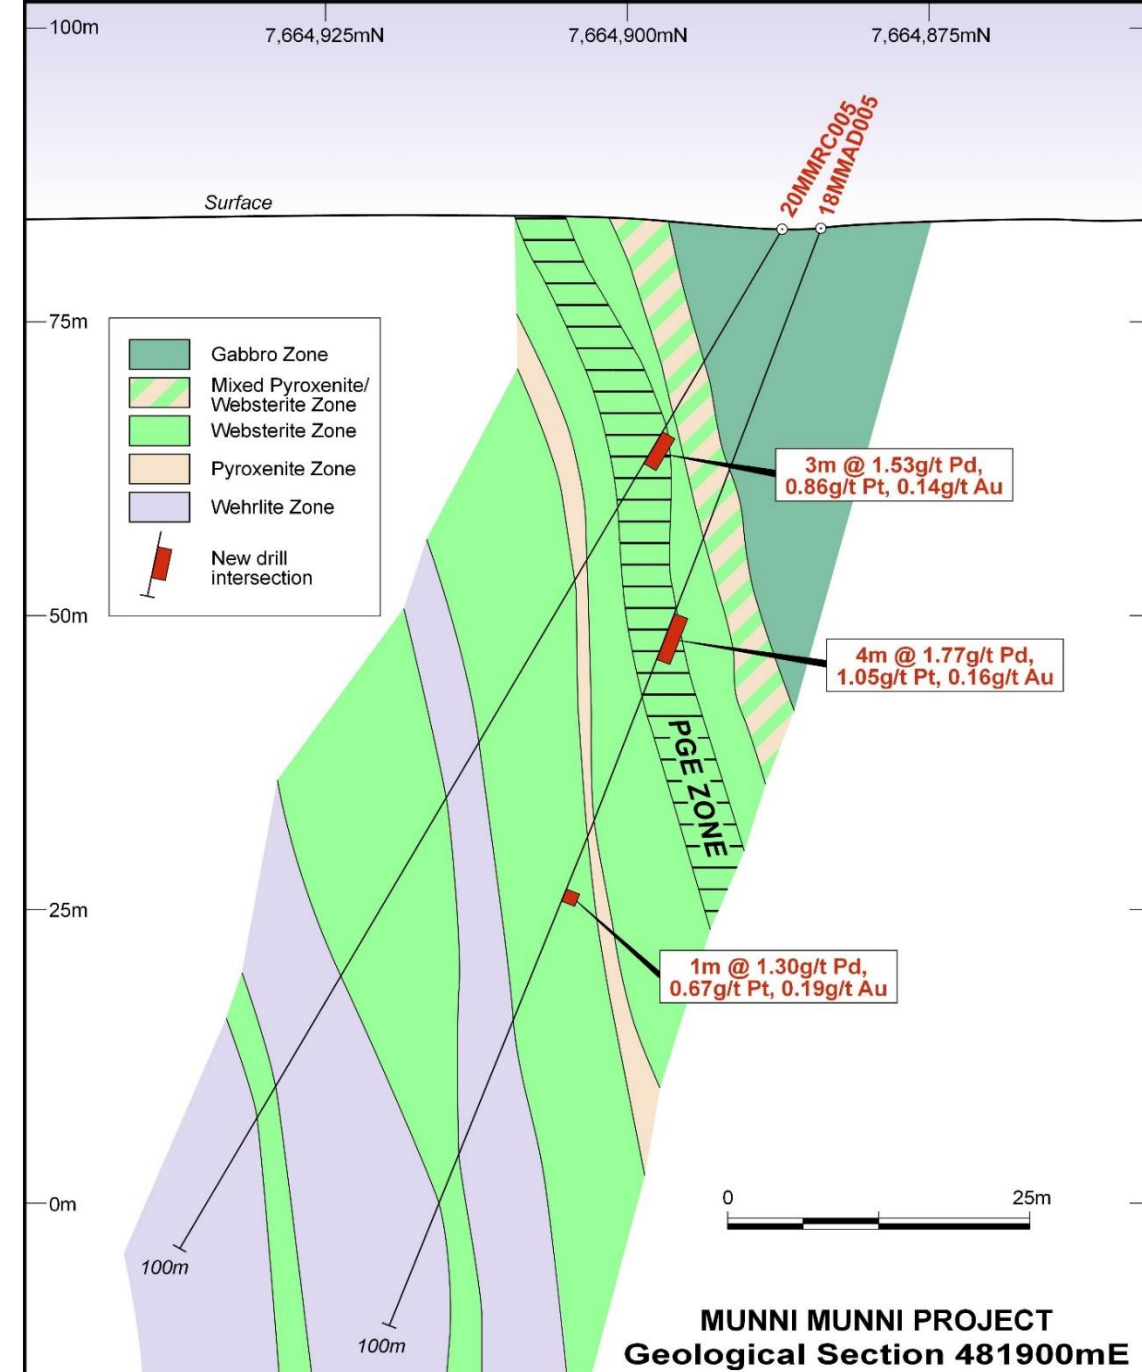 100m
7,664,925mN
7,664,900mN
7,664,875mN
20MMRC005
18MMAD005
Surface
75m
Gabbro Zone
Mixed Pyroxenite/
Websterite Zone
Websterite Zone
Pyroxenite Zone
Wehrlite Zone
New drill
intersection
3m @ 1.53g/t Pd,
0.86g/t Pt, 0.14g/t Au
50m
4m @ 1.77g/t Pd,
1.05g/t Pt, 0.16g/t Au
PGE ZONE
25m
1m @ 1.30g/t Pd,
0.67g/t Pt, 0.19g/t Au
0m
0
25m
100m
100m
MUNNI MUNNI PROJECT
Geological Section 481900mE